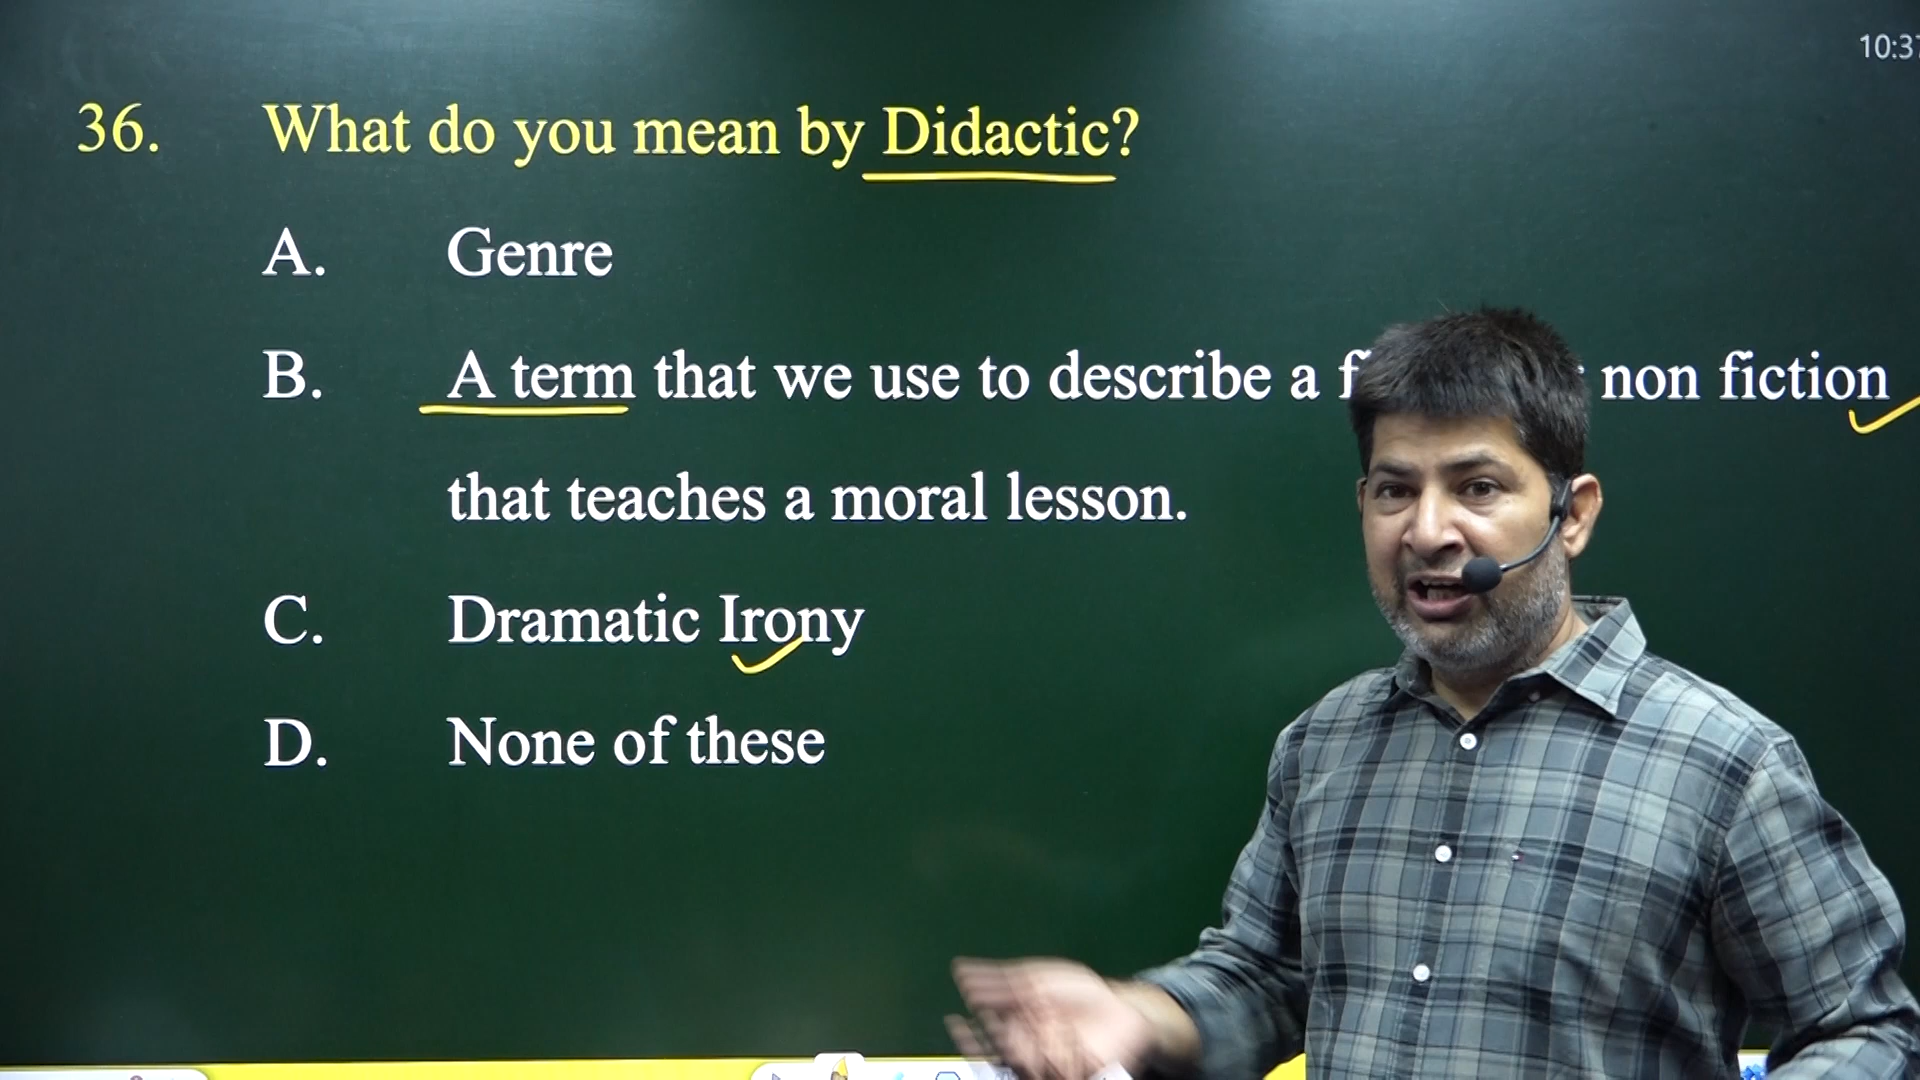 10:37
36. What do you mean by Didactic?
A. Genre
B. A term that we use to describe a non fiction
that teaches a moral lesson.
C. Dramatic Irony
D. None of these